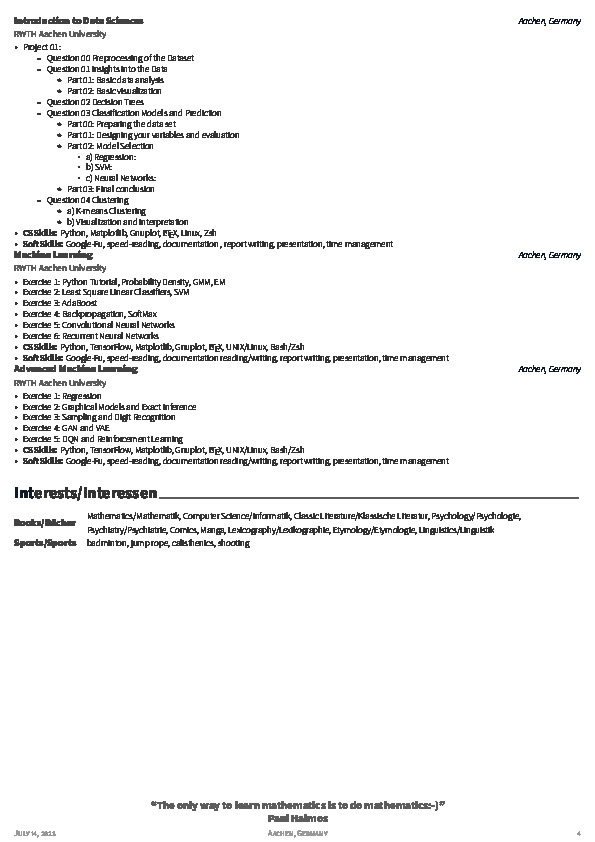 Introduction to Data Sciences Aachen, Germany
RWTH Aachen University
• Project 01:
– Question 00 Preprocessing of the Dataset
– Question 01 Insights into the Data
* Part 01: Basic data analysis
* Part 02: Basic visualization
– Question 02 Decision Trees
– Question 03 Classification Models and Prediction
* Part 00: Preparing the data set
* Part 01: Designing your variables and evaluation
* Part 02: Model Selection
· a) Regression:
· b) SVM:
· c) Neural Networks:
* Part 03: Final conclusion
– Question 04 Clustering
* a) K-means Clustering
* b) Visualization and interpretation
• CS Skills: Python, Matplotlib, Gnuplot, LaTeX, Linux, Zsh
• Soft Skills: Google-Fu, speed-reading, documentation, report writing, presentation, time management
Machine Learning Aachen, Germany
RWTH Aachen University
• Exercise 1: Python Tutorial, Probability Density, GMM, EM
• Exercise 2: Least Square Linear Classifiers, SVM
• Exercise 3: AdaBoost
• Exercise 4: Backpropagation, SoftMax
• Exercise 5: Convolutional Neural Networks
• Exercise 6: Recurrent Neural Networks
• CS Skills: Python, TensorFlow, Matplotlib, Gnuplot, LaTeX, UNIX/Linux, Bash/Zsh
• Soft Skills: Google-Fu, speed-reading, documentation reading/writing, report writing, presentation, time management
Advanced Machine Learning Aachen, Germany
RWTH Aachen University
• Exercise 1: Regression
• Exercise 2: Graphical Models and Exact Inference
• Exercise 3: Sampling and Digit Recognition
• Exercise 4: GAN and VAE
• Exercise 5: DQN and Reinforcement Learning
• CS Skills: Python, TensorFlow, Matplotlib, Gnuplot, LaTeX, UNIX/Linux, Bash/Zsh
• Soft Skills: Google-Fu, speed-reading, documentation reading/writing, report writing, presentation, time management
Interests/Interessen
Books/Bücher Mathematics/Mathematik, Computer Science/Informatik, Classic Literature/Klassische Literatur, Psychology/Psychologie,
Psychiatry/Psychiatrie, Comics, Manga, Lexicography/Lexikographie, Etymology/Etymologie, Linguistics/Linguistik
Sports/Sports badminton, jump rope, calisthenics, shooting
“The only way to learn mathematics is to do mathematics:-)”
Paul Halmos
July 14, 2023 Aachen, Germany 4